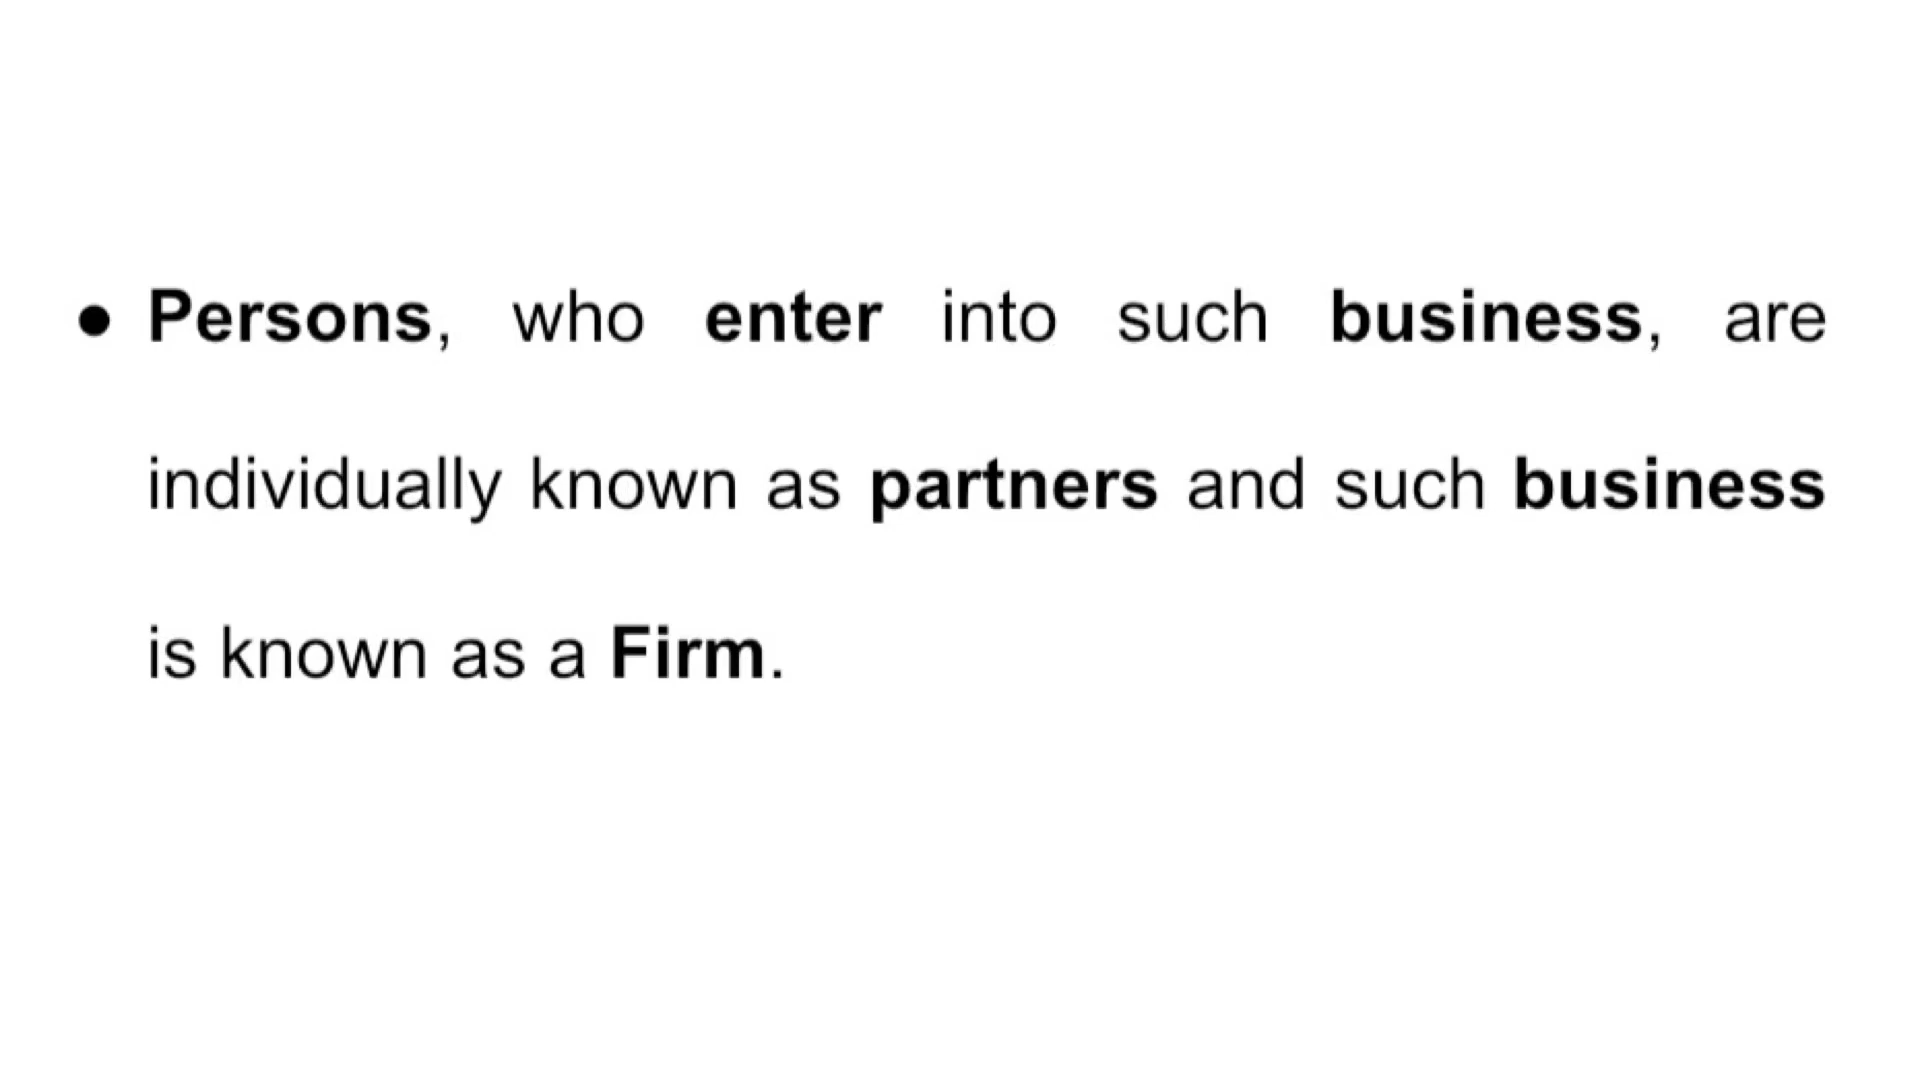 ● Persons, who enter into such business, are
individually known as partners and such business
is known as a Firm.